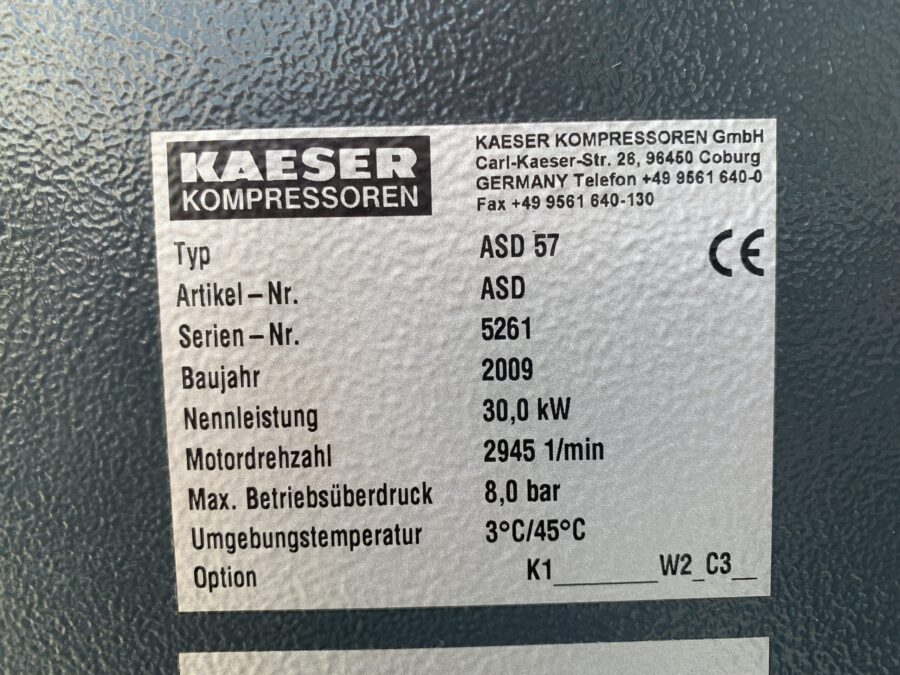 KAESER
KOMPRESSOREN
KAESER KOMPRESSOREN GmbH
Carl-Kaeser-Str. 26, 96450 Coburg
GERMANY Telefon +49 9561 640-0
Fax +49 9561 640-130
CE
Typ ASD 57
Artikel–Nr. ASD
Serien–Nr. 5261
Baujahr 2009
Nennleistung 30,0 kW
Motordrehzahl 2945 1/min
Max. Betriebsüberdruck 8,0 bar
Umgebungstemperatur 3°C/45°C
Option K1________W2_C3__